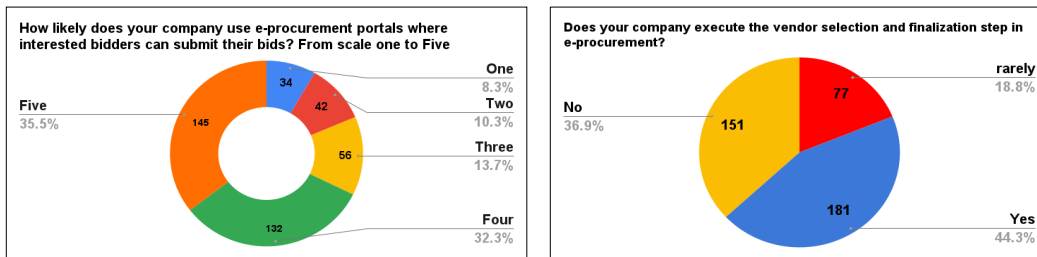 How likely does your company use e-procurement portals where
interested bidders can submit their bids? From scale one to Five
One
8.3%
Two
10.3%
Three
13.7%
Four
32.3%
Five
35.5%
34
42
56
132
145
Does your company execute the vendor selection and finalization step in
e-procurement?
rarely
18.8%
No
36.9%
Yes
44.3%
77
151
181